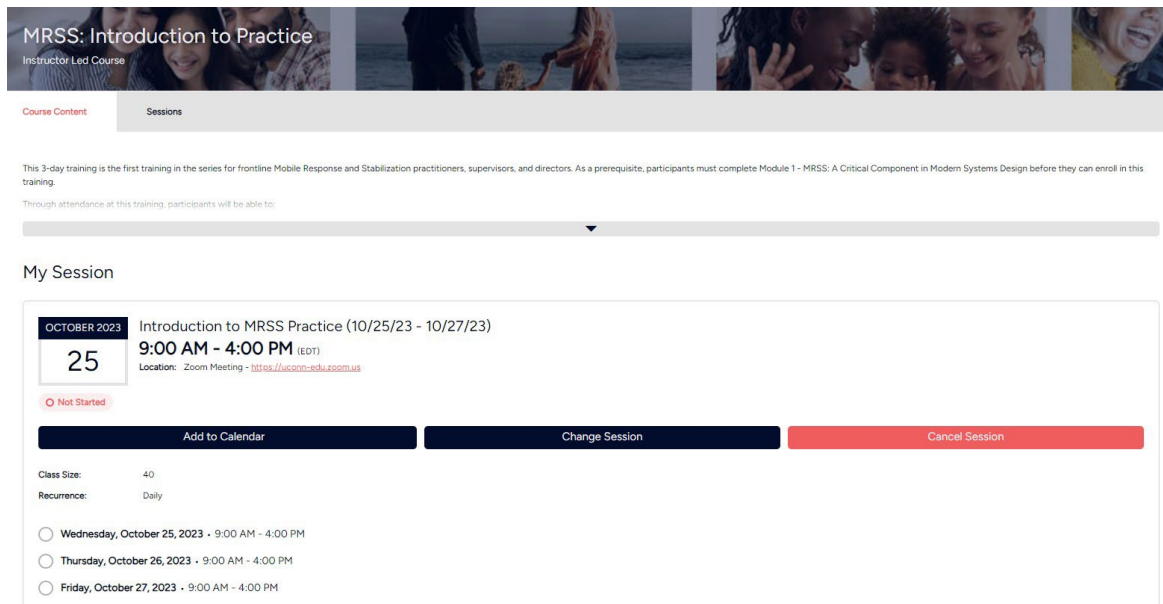 MRSS: Introduction to Practice
Instructor Led Course
Course Content
Sessions
This 3-day training is the first training in the series for frontline Mobile Response and Stabilization practitioners, supervisors, and directors. As a prerequisite, participants must complete Module 1 - MRSS: A Critical Component in Modern Systems Design before they can enroll in this
training.
Through attendance at this training, participants will be able to:
My Session
OCTOBER 2023
25
Introduction to MRSS Practice (10/25/23 - 10/27/23)
9:00 AM - 4:00 PM (EDT)
Location: Zoom Meeting - https://uconn-edu.zoom.us
Not Started
Add to Calendar
Change Session
Cancel Session
Class Size: 40
Recurrence: Daily
Wednesday, October 25, 2023 • 9:00 AM - 4:00 PM
Thursday, October 26, 2023 • 9:00 AM - 4:00 PM
Friday, October 27, 2023 • 9:00 AM - 4:00 PM